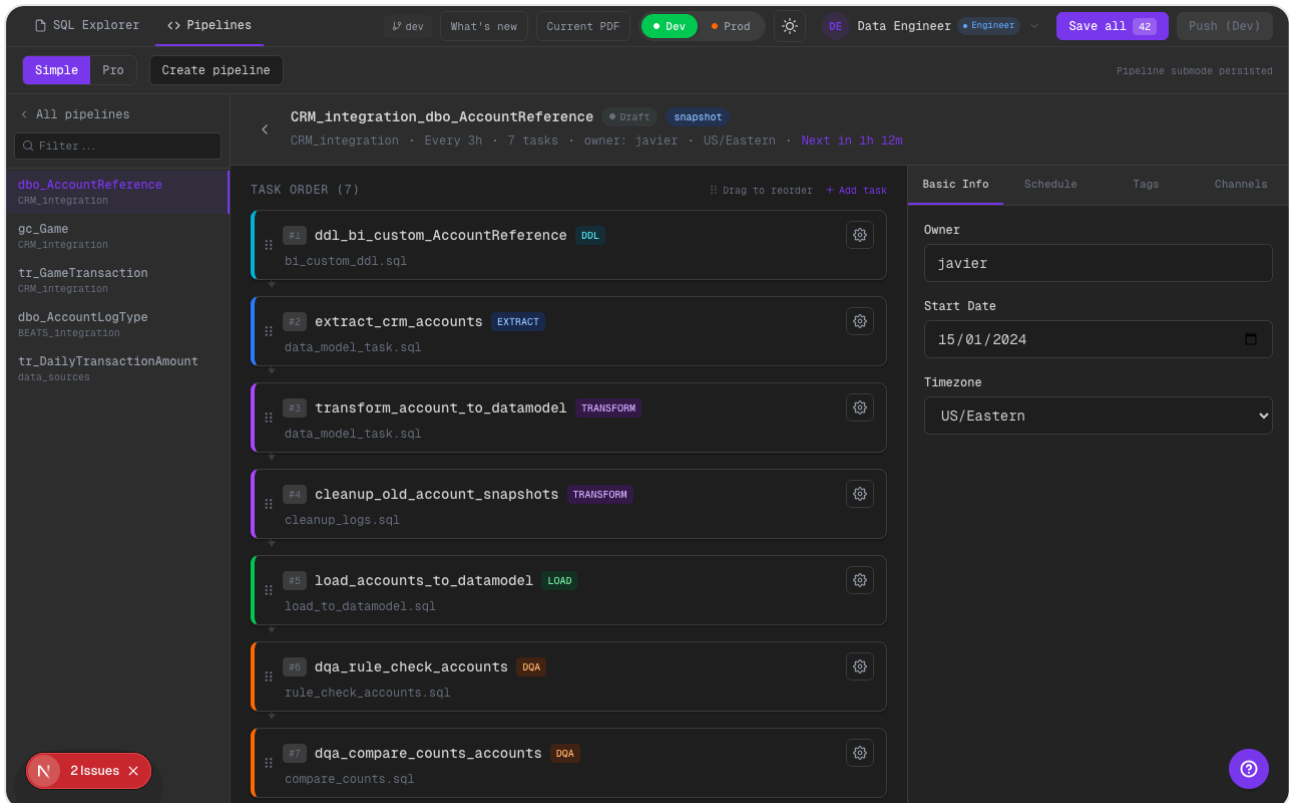 SQL Explorer
<> Pipelines
dev
What's new
Current PDF
Dev
Prod
DE
Data Engineer
Engineer
Save all 42
Push (Dev)
Simple
Pro
Create pipeline
Pipeline submode persisted
‹ All pipelines
Filter...
dbo_AccountReference
CRM_integration
gc_Game
CRM_integration
tr_GameTransaction
CRM_integration
dbo_AccountLogType
BEATS_integration
tr_DailyTransactionAmount
data_sources
CRM_integration_dbo_AccountReference
Draft
snapshot
CRM_integration · Every 3h · 7 tasks · owner: javier · US/Eastern · Next in 1h 12m
TASK ORDER (7)
Drag to reorder
+ Add task
#1 ddl_bi_custom_AccountReference DDL
bi_custom_ddl.sql
#2 extract_crm_accounts EXTRACT
data_model_task.sql
#3 transform_account_to_datamodel TRANSFORM
data_model_task.sql
#4 cleanup_old_account_snapshots TRANSFORM
cleanup_logs.sql
#5 load_accounts_to_datamodel LOAD
load_to_datamodel.sql
#6 dqa_rule_check_accounts DQA
rule_check_accounts.sql
#7 dqa_compare_counts_accounts DQA
compare_counts.sql
Basic Info
Schedule
Tags
Channels
Owner
javier
Start Date
15/01/2024
Timezone
US/Eastern
N 2 Issues ×
?